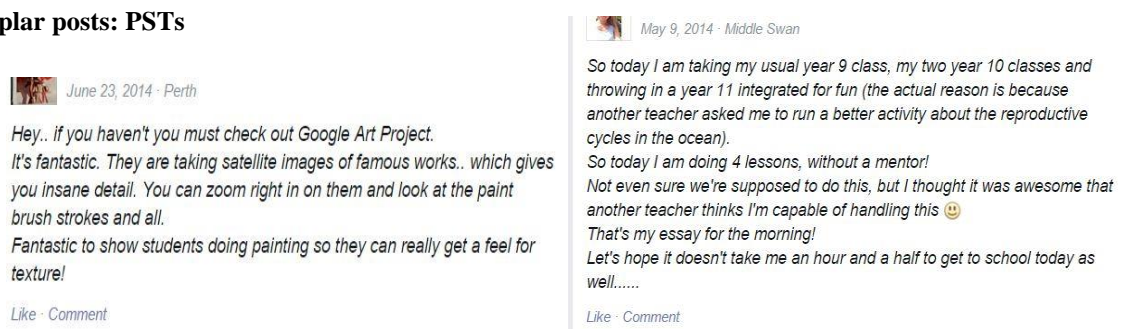 plar posts: PSTs
June 23, 2014 · Perth
Hey.. if you haven't you must check out Google Art Project.
It's fantastic. They are taking satellite images of famous works.. which gives
you insane detail. You can zoom right in on them and look at the paint
brush strokes and all.
Fantastic to show students doing painting so they can really get a feel for
texture!
Like · Comment
May 9, 2014 · Middle Swan
So today I am taking my usual year 9 class, my two year 10 classes and
throwing in a year 11 integrated for fun (the actual reason is because
another teacher asked me to run a better activity about the reproductive
cycles in the ocean).
So today I am doing 4 lessons, without a mentor!
Not even sure we're supposed to do this, but I thought it was awesome that
another teacher thinks I'm capable of handling this 🙂
That's my essay for the morning!
Let's hope it doesn't take me an hour and a half to get to school today as
well......
Like · Comment